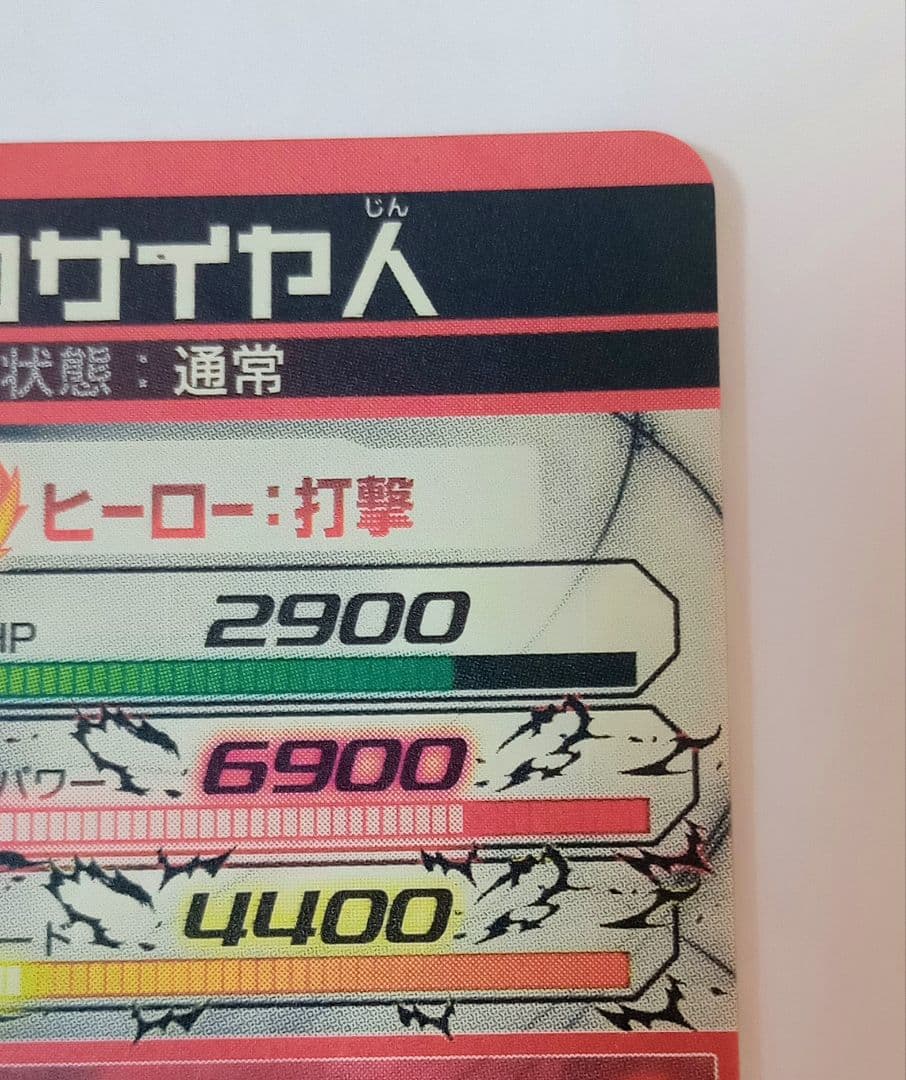 じん
サイヤ人
状態：通常
ヒーロー：打撃
HP 2900
パワー 6900
ード 4400